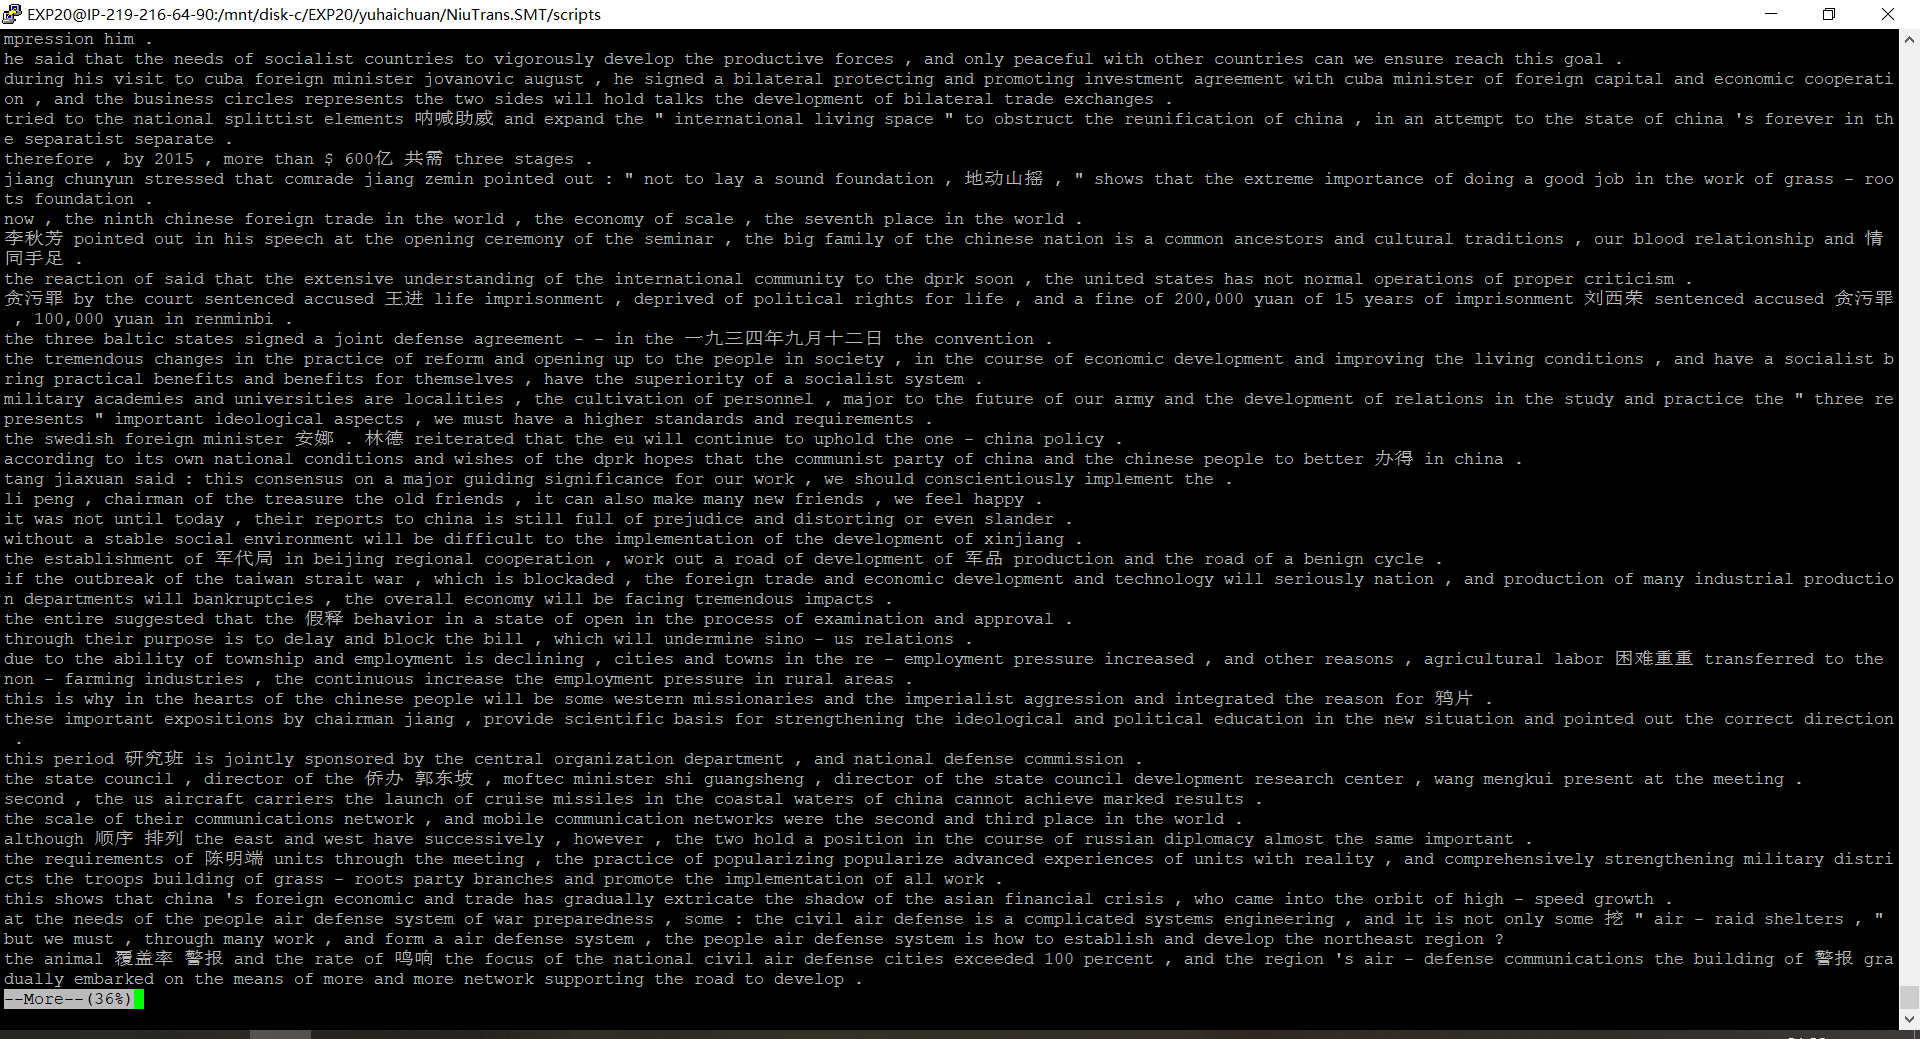 EXP20@IP-219-216-64-90:/mnt/disk-c/EXP20/yuhaichuan/NiuTrans.SMT/scripts
mpression him .
he said that the needs of socialist countries to vigorously develop the productive forces , and only peaceful with other countries can we ensure reach this goal .
during his visit to cuba foreign minister jovanovic august , he signed a bilateral protecting and promoting investment agreement with cuba minister of foreign capital and economic cooperati
on , and the business circles represents the two sides will hold talks the development of bilateral trade exchanges .
tried to the national splittist elements 呐喊助威 and expand the " international living space " to obstruct the reunification of china , in an attempt to the state of china 's forever in th
e separatist separate .
therefore , by 2015 , more than $ 600亿 共需 three stages .
jiang chunyun stressed that comrade jiang zemin pointed out : " not to lay a sound foundation , 地动山摇 , " shows that the extreme importance of doing a good job in the work of grass - roo
ts foundation .
now , the ninth chinese foreign trade in the world , the economy of scale , the seventh place in the world .
李秋芳 pointed out in his speech at the opening ceremony of the seminar , the big family of the chinese nation is a common ancestors and cultural traditions , our blood relationship and 情
同手足 .
the reaction of said that the extensive understanding of the international community to the dprk soon , the united states has not normal operations of proper criticism .
贪污罪 by the court sentenced accused 王进 life imprisonment , deprived of political rights for life , and a fine of 200,000 yuan of 15 years of imprisonment 刘西荣 sentenced accused 贪污罪
, 100,000 yuan in renminbi .
the three baltic states signed a joint defense agreement - - in the 一九三四年九月十二日 the convention .
the tremendous changes in the practice of reform and opening up to the people in society , in the course of economic development and improving the living conditions , and have a socialist b
ring practical benefits and benefits for themselves , have the superiority of a socialist system .
military academies and universities are localities , the cultivation of personnel , major to the future of our army and the development of relations in the study and practice the " three re
presents " important ideological aspects , we must have a higher standards and requirements .
the swedish foreign minister 安娜 . 林德 reiterated that the eu will continue to uphold the one - china policy .
according to its own national conditions and wishes of the dprk hopes that the communist party of china and the chinese people to better 办得 in china .
tang jiaxuan said : this consensus on a major guiding significance for our work , we should conscientiously implement the .
li peng , chairman of the treasure the old friends , it can also make many new friends , we feel happy .
it was not until today , their reports to china is still full of prejudice and distorting or even slander .
without a stable social environment will be difficult to the implementation of the development of xinjiang .
the establishment of 军代局 in beijing regional cooperation , work out a road of development of 军品 production and the road of a benign cycle .
if the outbreak of the taiwan strait war , which is blockaded , the foreign trade and economic development and technology will seriously nation , and production of many industrial productio
n departments will bankruptcies , the overall economy will be facing tremendous impacts .
the entire suggested that the 假释 behavior in a state of open in the process of examination and approval .
through their purpose is to delay and block the bill , which will undermine sino - us relations .
due to the ability of township and employment is declining , cities and towns in the re - employment pressure increased , and other reasons , agricultural labor 困难重重 transferred to the
non - farming industries , the continuous increase the employment pressure in rural areas .
this is why in the hearts of the chinese people will be some western missionaries and the imperialist aggression and integrated the reason for 鸦片 .
these important expositions by chairman jiang , provide scientific basis for strengthening the ideological and political education in the new situation and pointed out the correct direction
.
this period 研究班 is jointly sponsored by the central organization department , and national defense commission .
the state council , director of the 侨办 郭东坡 , moftec minister shi guangsheng , director of the state council development research center , wang mengkui present at the meeting .
second , the us aircraft carriers the launch of cruise missiles in the coastal waters of china cannot achieve marked results .
the scale of their communications network , and mobile communication networks were the second and third place in the world .
although 顺序 排列 the east and west have successively , however , the two hold a position in the course of russian diplomacy almost the same important .
the requirements of 陈明端 units through the meeting , the practice of popularizing popularize advanced experiences of units with reality , and comprehensively strengthening military distri
cts the troops building of grass - roots party branches and promote the implementation of all work .
this shows that china 's foreign economic and trade has gradually extricate the shadow of the asian financial crisis , who came into the orbit of high - speed growth .
at the needs of the people air defense system of war preparedness , some : the civil air defense is a complicated systems engineering , and it is not only some 挖 " air - raid shelters , "
but we must , through many work , and form a air defense system , the people air defense system is how to establish and develop the northeast region ?
the animal 覆盖率 警报 and the rate of 鸣响 the focus of the national civil air defense cities exceeded 100 percent , and the region 's air - defense communications the building of 警报 gra
dually embarked on the means of more and more network supporting the road to develop .
--More--(36%)